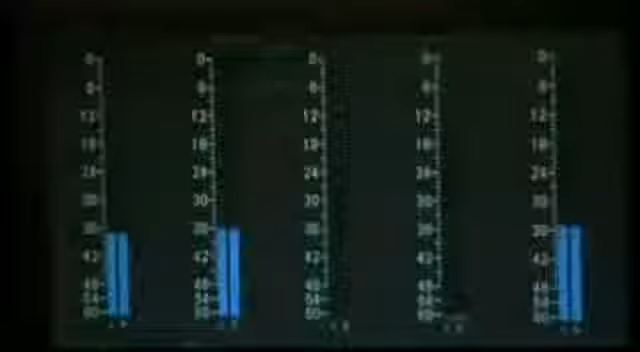 0 0 0 0 0
6 6 6 6 6
12 12 12 12 12
18 18 18 18 18
24 24 24 24 24
30 30 30 30 30
36 36 36 36 36
42 42 42 42 42
48 48 48 48 48
54 54 54 54 54
60 60 60 60 60